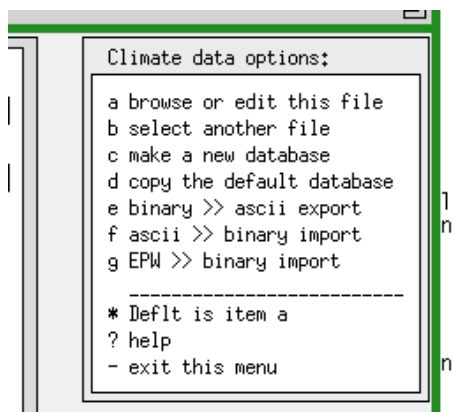 Climate data options:
a browse or edit this file
b select another file
c make a new database
d copy the default database
e binary >> ascii export
f ascii >> binary import
g EPW >> binary import
* Deflt is item a
? help
- exit this menu